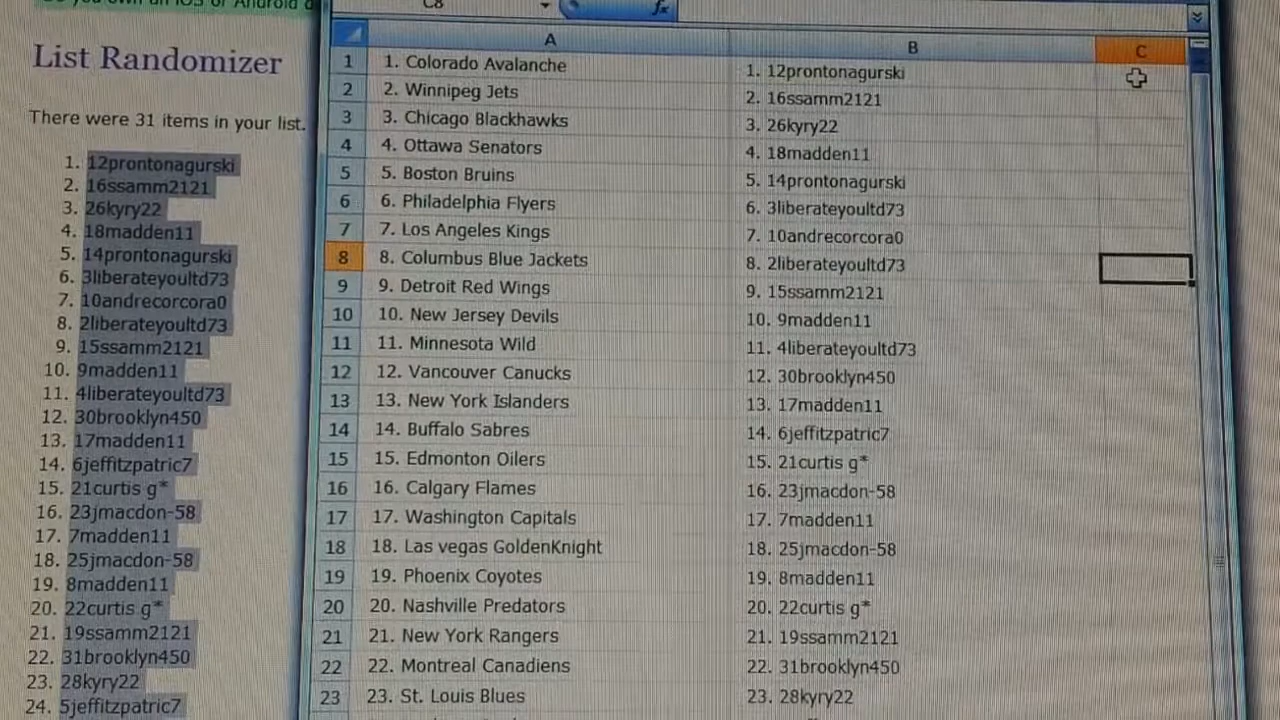 C8
fx
List Randomizer
There were 31 items in your list.
1. 12prontonagurski
2. 16ssamm2121
3. 26kyry22
4. 18madden11
5. 14prontonagurski
6. 3liberateyoultd73
7. 10andrecorcora0
8. 2liberateyoultd73
9. 15ssamm2121
10. 9madden11
11. 4liberateyoultd73
12. 30brooklyn450
13. 17madden11
14. 6jeffitzpatric7
15. 21curtis g*
16. 23jmacdon-58
17. 7madden11
18. 25jmacdon-58
19. 8madden11
20. 22curtis g*
21. 19ssamm2121
22. 31brooklyn450
23. 28kyry22
24. 5jeffitzpatric7
A B C
1 1. Colorado Avalanche 1. 12prontonagurski
2 2. Winnipeg Jets 2. 16ssamm2121
3 3. Chicago Blackhawks 3. 26kyry22
4 4. Ottawa Senators 4. 18madden11
5 5. Boston Bruins 5. 14prontonagurski
6 6. Philadelphia Flyers 6. 3liberateyoultd73
7 7. Los Angeles Kings 7. 10andrecorcora0
8 8. Columbus Blue Jackets 8. 2liberateyoultd73
9 9. Detroit Red Wings 9. 15ssamm2121
10 10. New Jersey Devils 10. 9madden11
11 11. Minnesota Wild 11. 4liberateyoultd73
12 12. Vancouver Canucks 12. 30brooklyn450
13 13. New York Islanders 13. 17madden11
14 14. Buffalo Sabres 14. 6jeffitzpatric7
15 15. Edmonton Oilers 15. 21curtis g*
16 16. Calgary Flames 16. 23jmacdon-58
17 17. Washington Capitals 17. 7madden11
18 18. Las vegas GoldenKnight 18. 25jmacdon-58
19 19. Phoenix Coyotes 19. 8madden11
20 20. Nashville Predators 20. 22curtis g*
21 21. New York Rangers 21. 19ssamm2121
22 22. Montreal Canadiens 22. 31brooklyn450
23 23. St. Louis Blues 23. 28kyry22